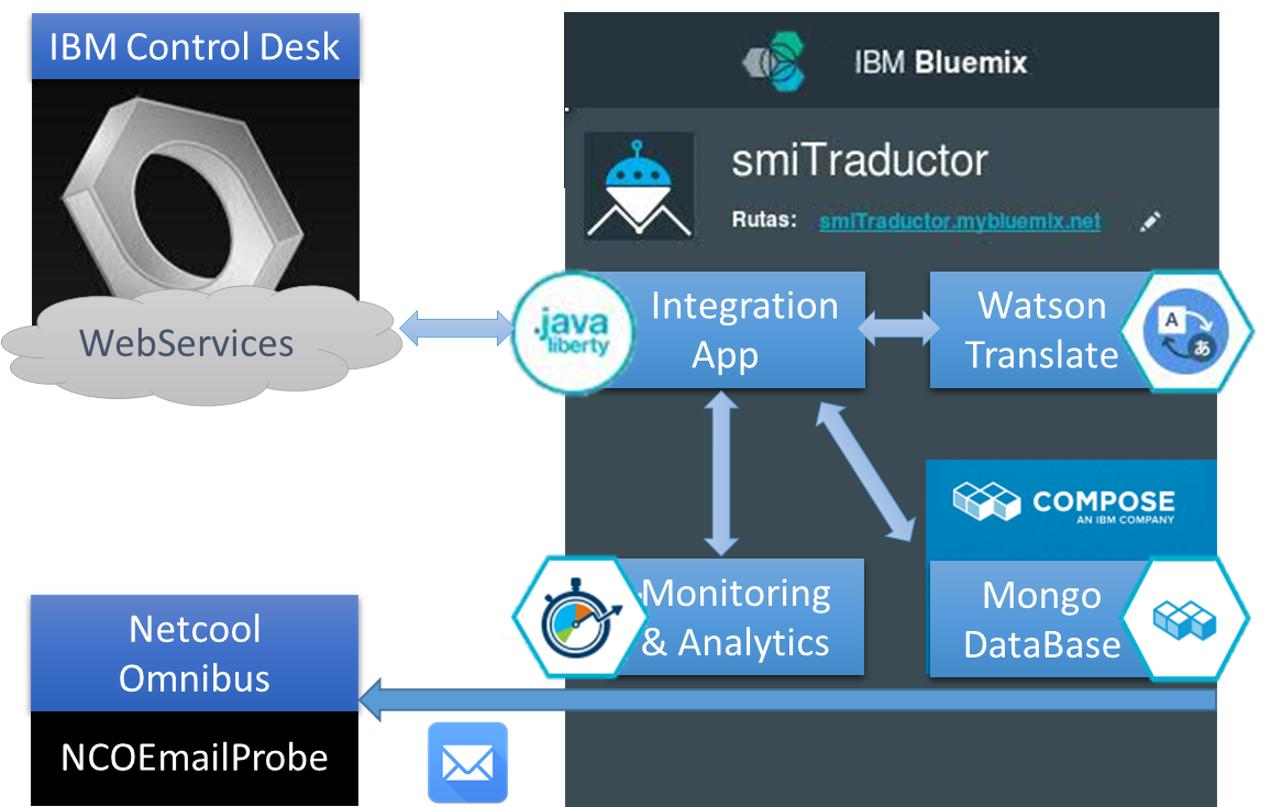 IBM Control Desk
WebServices
IBM Bluemix
smiTraductor
Rutas: smiTraductor.mybluemix.net
.java
liberty
Integration
App
Watson
Translate
A
あ
COMPOSE
AN IBM COMPANY
Monitoring
& Analytics
Mongo
DataBase
Netcool
Omnibus
NCOEmailProbe